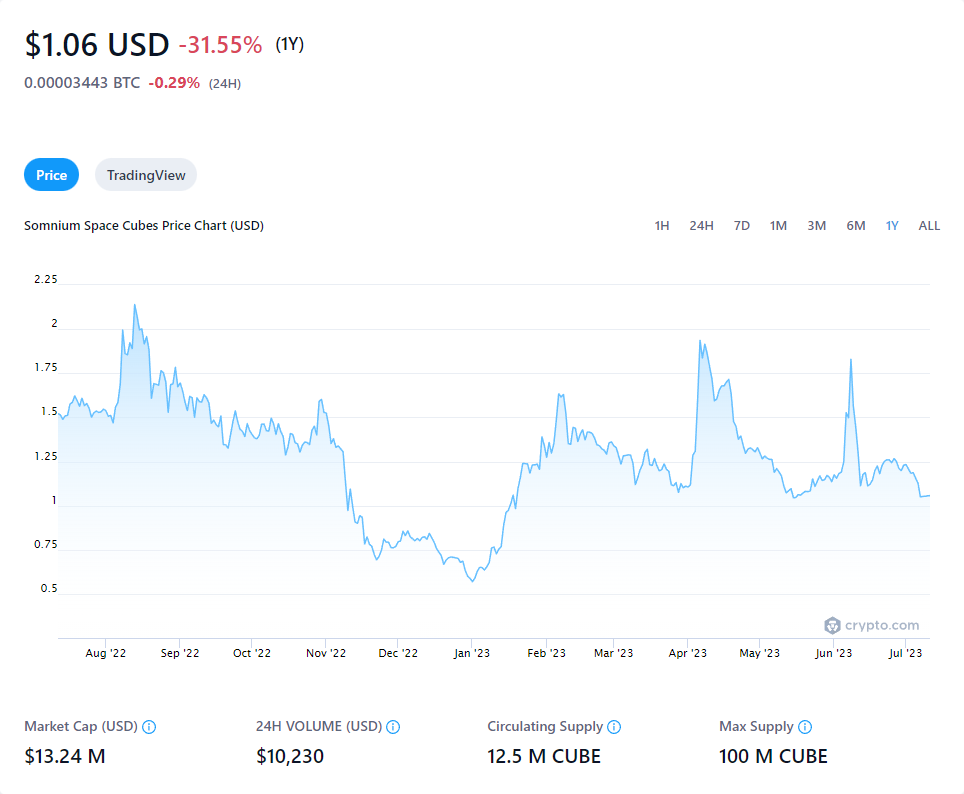 $1.06 USD -31.55% (1Y)
0.00003443 BTC -0.29% (24H)
Price TradingView
Somnium Space Cubes Price Chart (USD) 1H 24H 7D 1M 3M 6M 1Y ALL
2.25
2
1.75
1.5
1.25
1
0.75
0.5
crypto.com
Aug '22 Sep '22 Oct '22 Nov '22 Dec '22 Jan '23 Feb '23 Mar '23 Apr '23 May '23 Jun '23 Jul '23
Market Cap (USD) 24H VOLUME (USD) Circulating Supply Max Supply
$13.24 M $10,230 12.5 M CUBE 100 M CUBE